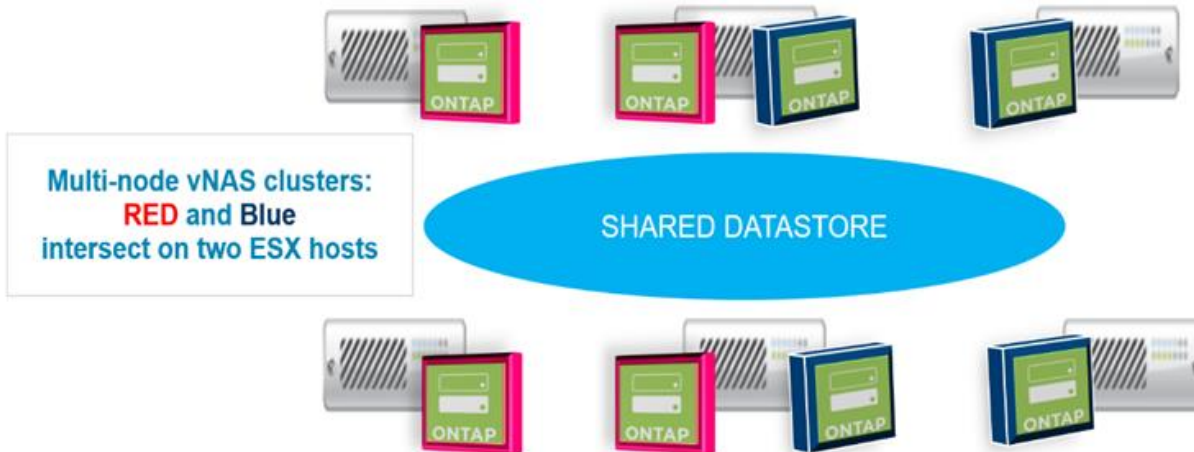 ONTAP ONTAP ONTAP ONTAP
Multi-node vNAS clusters:
RED and Blue
intersect on two ESX hosts
SHARED DATASTORE
ONTAP ONTAP ONTAP ONTAP